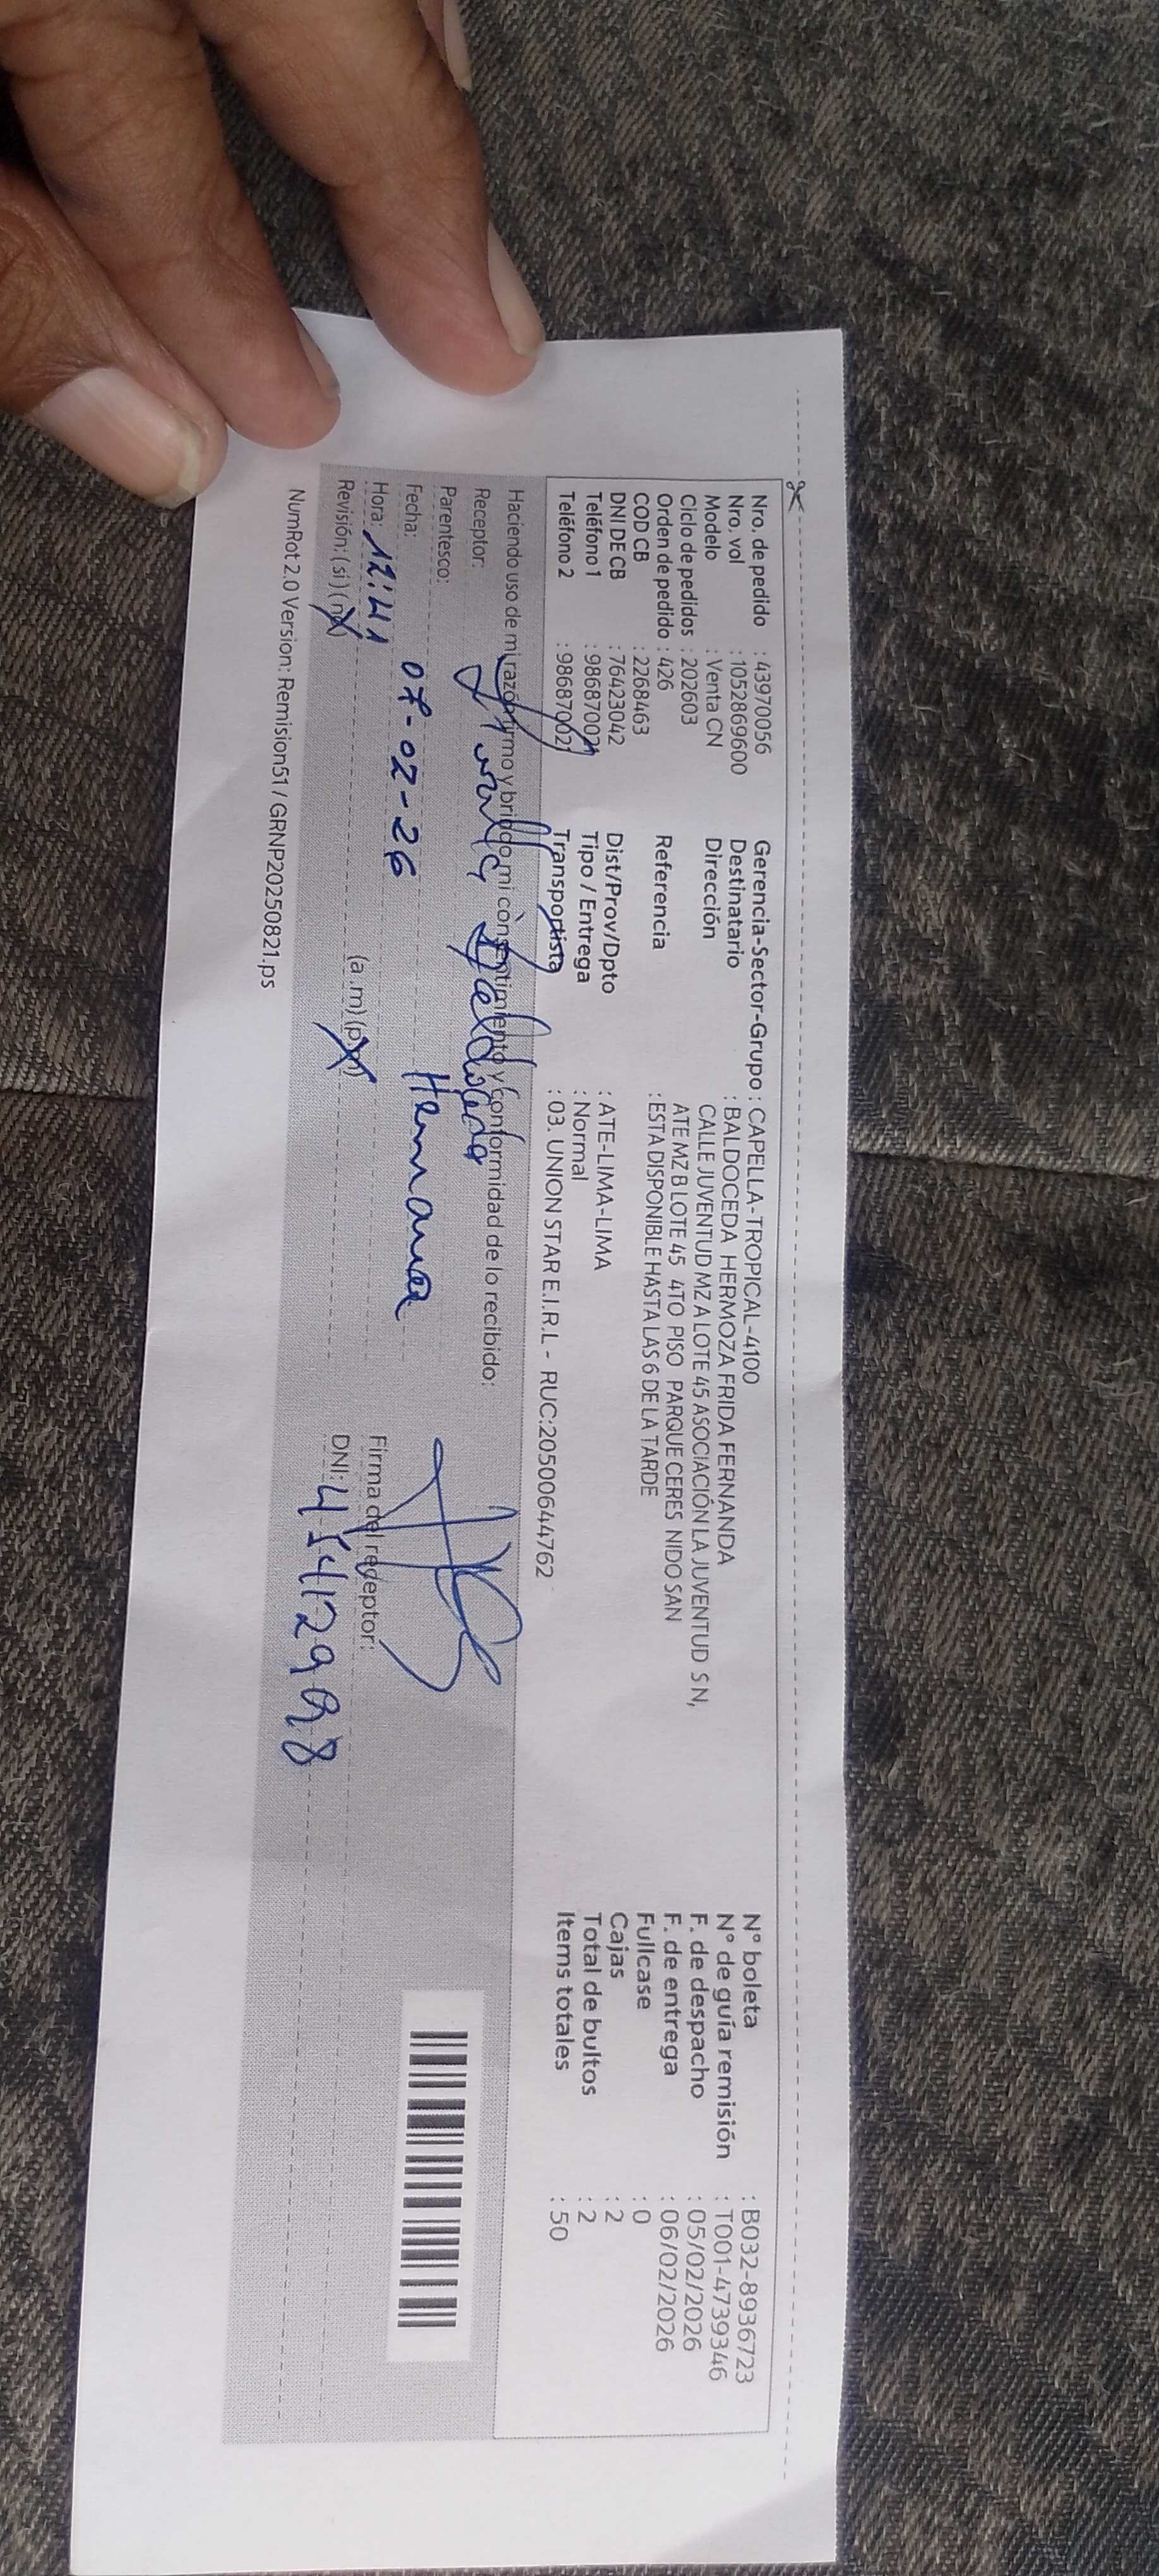 Nro. de pedido : 43970056
Nro. vol : 1052869600
Modelo : Venta CN
Ciclo de pedidos : 202603
Orden de pedido : 426
COD CB : 2268463
DNI DE CB : 76423042
Teléfono 1 : 986870021
Teléfono 2 : 986870021
Gerencia-Sector-Grupo : CAPELLA-TROPICAL-4100
Destinatario : BALDOCEDA HERMOZA FRIDA FERNANDA
Dirección CALLE JUVENTUD MZ A LOTE 45 ASOCIACIÓN LA JUVENTUD SN,
ATE MZ B LOTE 45 4TO PISO PARQUE CERES NIDO SAN
Referencia : ESTA DISPONIBLE HASTA LAS 6 DE LA TARDE
Dist/Prov/Dpto : ATE-LIMA-LIMA
Tipo / Entrega : Normal
Transportista : 03. UNION STAR E.I.R.L - RUC:20500644762
N° boleta : B032-8936723
N° de guía remisión : T001-4739346
F. de despacho : 05/02/2026
F. de entrega : 06/02/2026
Fullcase : 0
Cajas : 2
Total de bultos : 2
Items totales : 50
Haciendo uso de mi razón firmo y brindo mi consentimiento y conformidad de lo recibido:
Receptor: Baldoceda
Parentesco: Hermana
Fecha: 07-02-26
Hora: 12:41 (a.m) (p.m)
Revisión: (si) (no)
Firma del receptor:
DNI: 45412998
NumRot 2.0 Version: Remision51 / GRNP20250821.ps